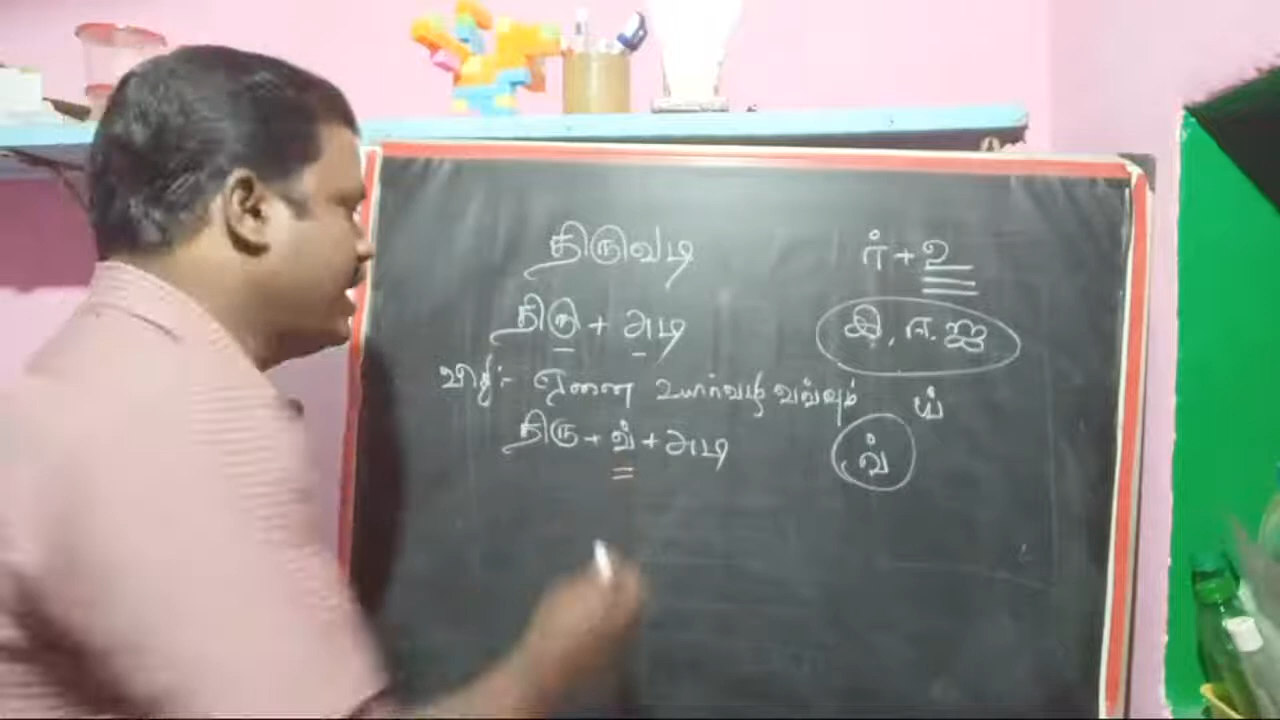 திருவடி
ர் + உ
திரு + அடி
இ, ஈ, ஐ
விதி:- ஏனை உயிர்வழி வவ்வும்
ய்
திரு + வ் + அடி
வ்